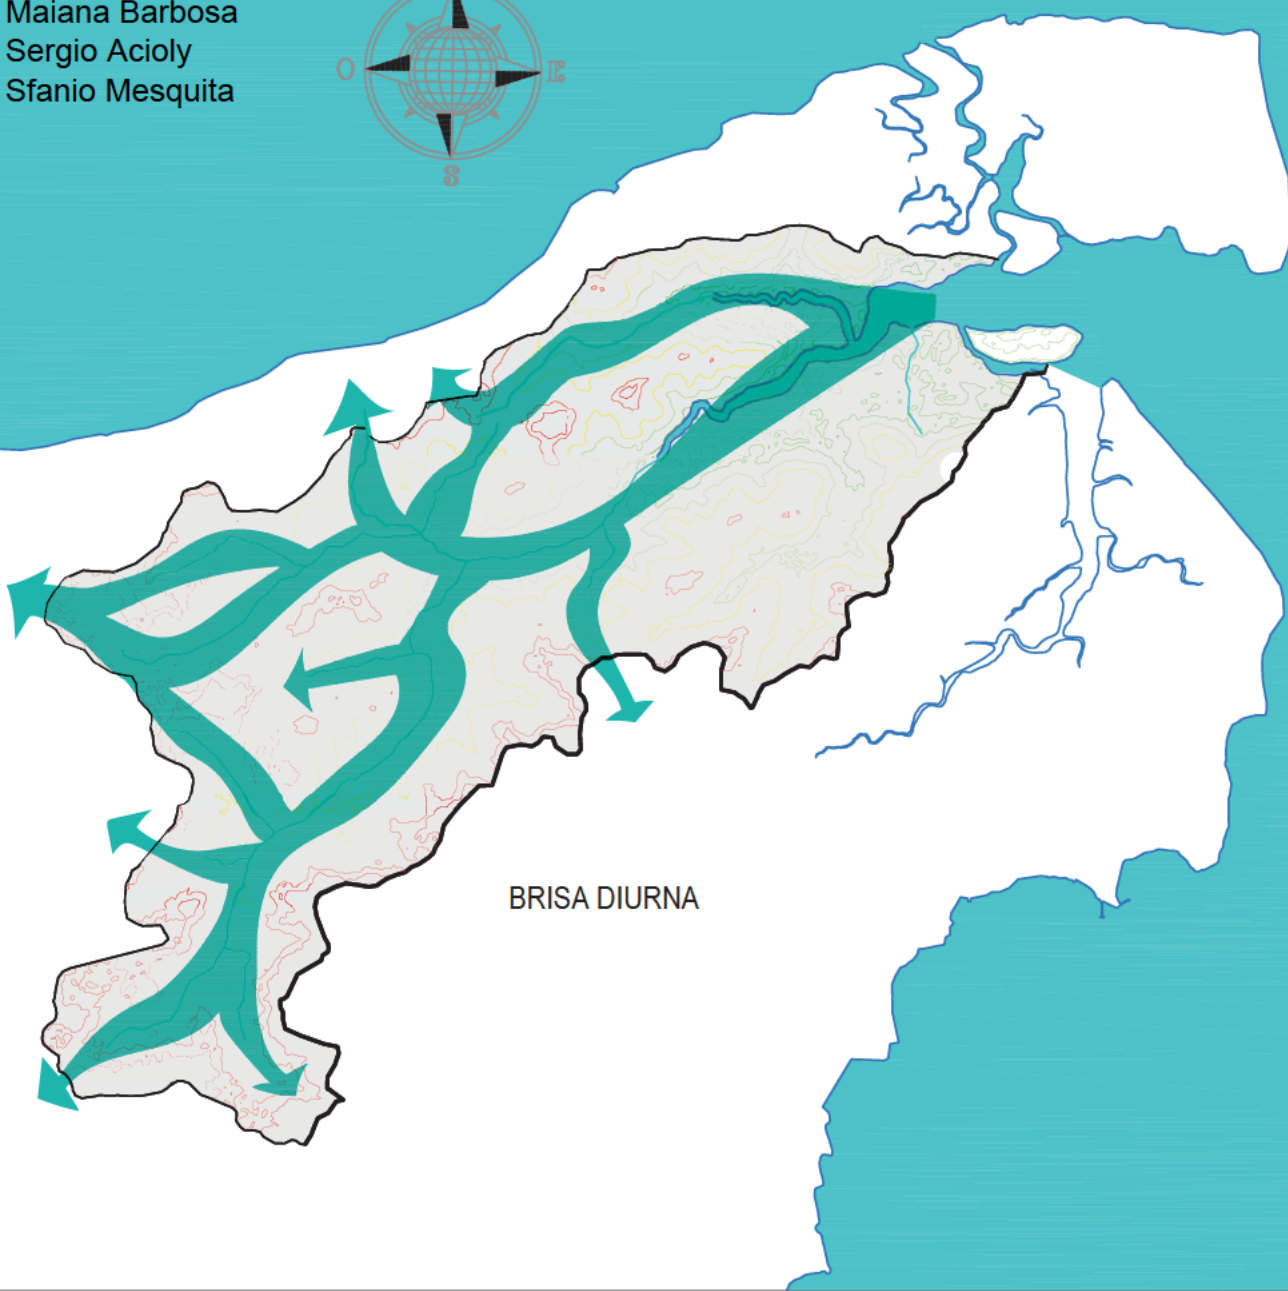 Maiana Barbosa
Sergio Acioly
Sfanio Mesquita
O
E
S
BRISA DIURNA